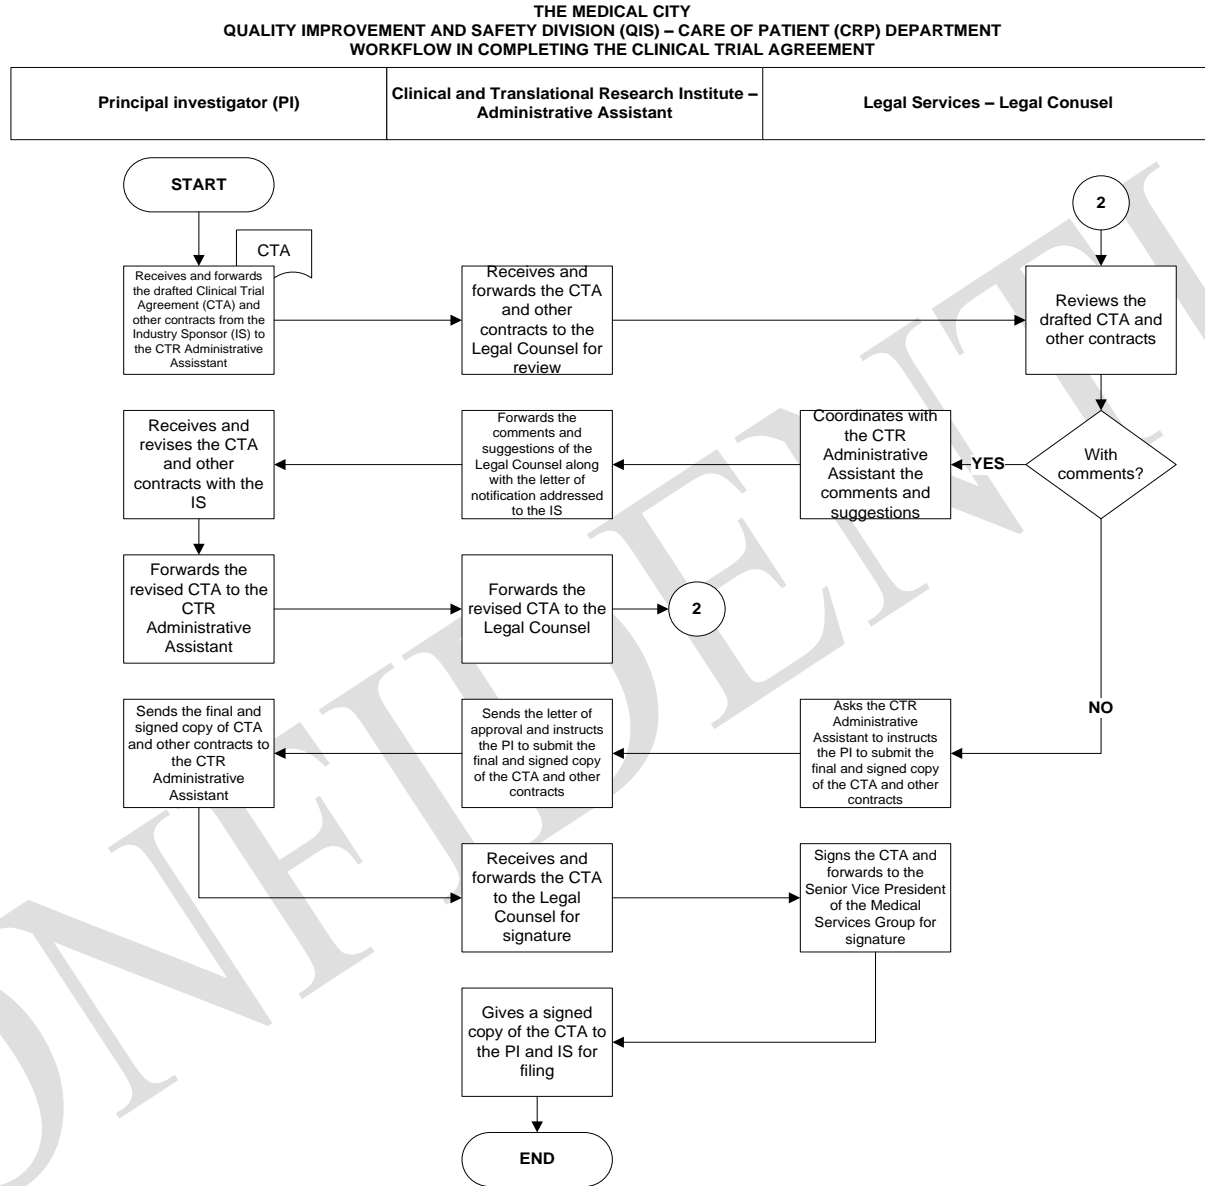 THE MEDICAL CITY
QUALITY IMPROVEMENT AND SAFETY DIVISION (QIS) – CARE OF PATIENT (CRP) DEPARTMENT
WORKFLOW IN COMPLETING THE CLINICAL TRIAL AGREEMENT
Principal investigator (PI)
Clinical and Translational Research Institute –
Administrative Assistant
Legal Services – Legal Conusel
START
2
CTA
Receives and forwards
the drafted Clinical Trial
Agreement (CTA) and
other contracts from the
Industry Sponsor (IS) to
the CTR Administrative
Assisstant
Receives and
forwards the CTA
and other
contracts to the
Legal Counsel for
review
Reviews the
drafted CTA and
other contracts
Receives and
revises the CTA
and other
contracts with the
IS
Forwards the
comments and
suggestions of the
Legal Counsel along
with the letter of
notification addressed
to the IS
Coordinates with
the CTR
Administrative
Assistant the
comments and
suggestions
YES
With
comments?
Forwards the
revised CTA to the
CTR
Administrative
Assistant
Forwards the
revised CTA to the
Legal Counsel
2
NO
Sends the final and
signed copy of CTA
and other contracts to
the CTR
Administrative
Assistant
Sends the letter of
approval and instructs
the PI to submit the
final and signed copy
of the CTA and other
contracts
Asks the CTR
Administrative
Assistant to instructs
the PI to submit the
final and signed copy
of the CTA and other
contracts
Receives and
forwards the CTA
to the Legal
Counsel for
signature
Signs the CTA and
forwards to the
Senior Vice President
of the Medical
Services Group for
signature
Gives a signed
copy of the CTA to
the PI and IS for
filing
END
ONFIDENTI